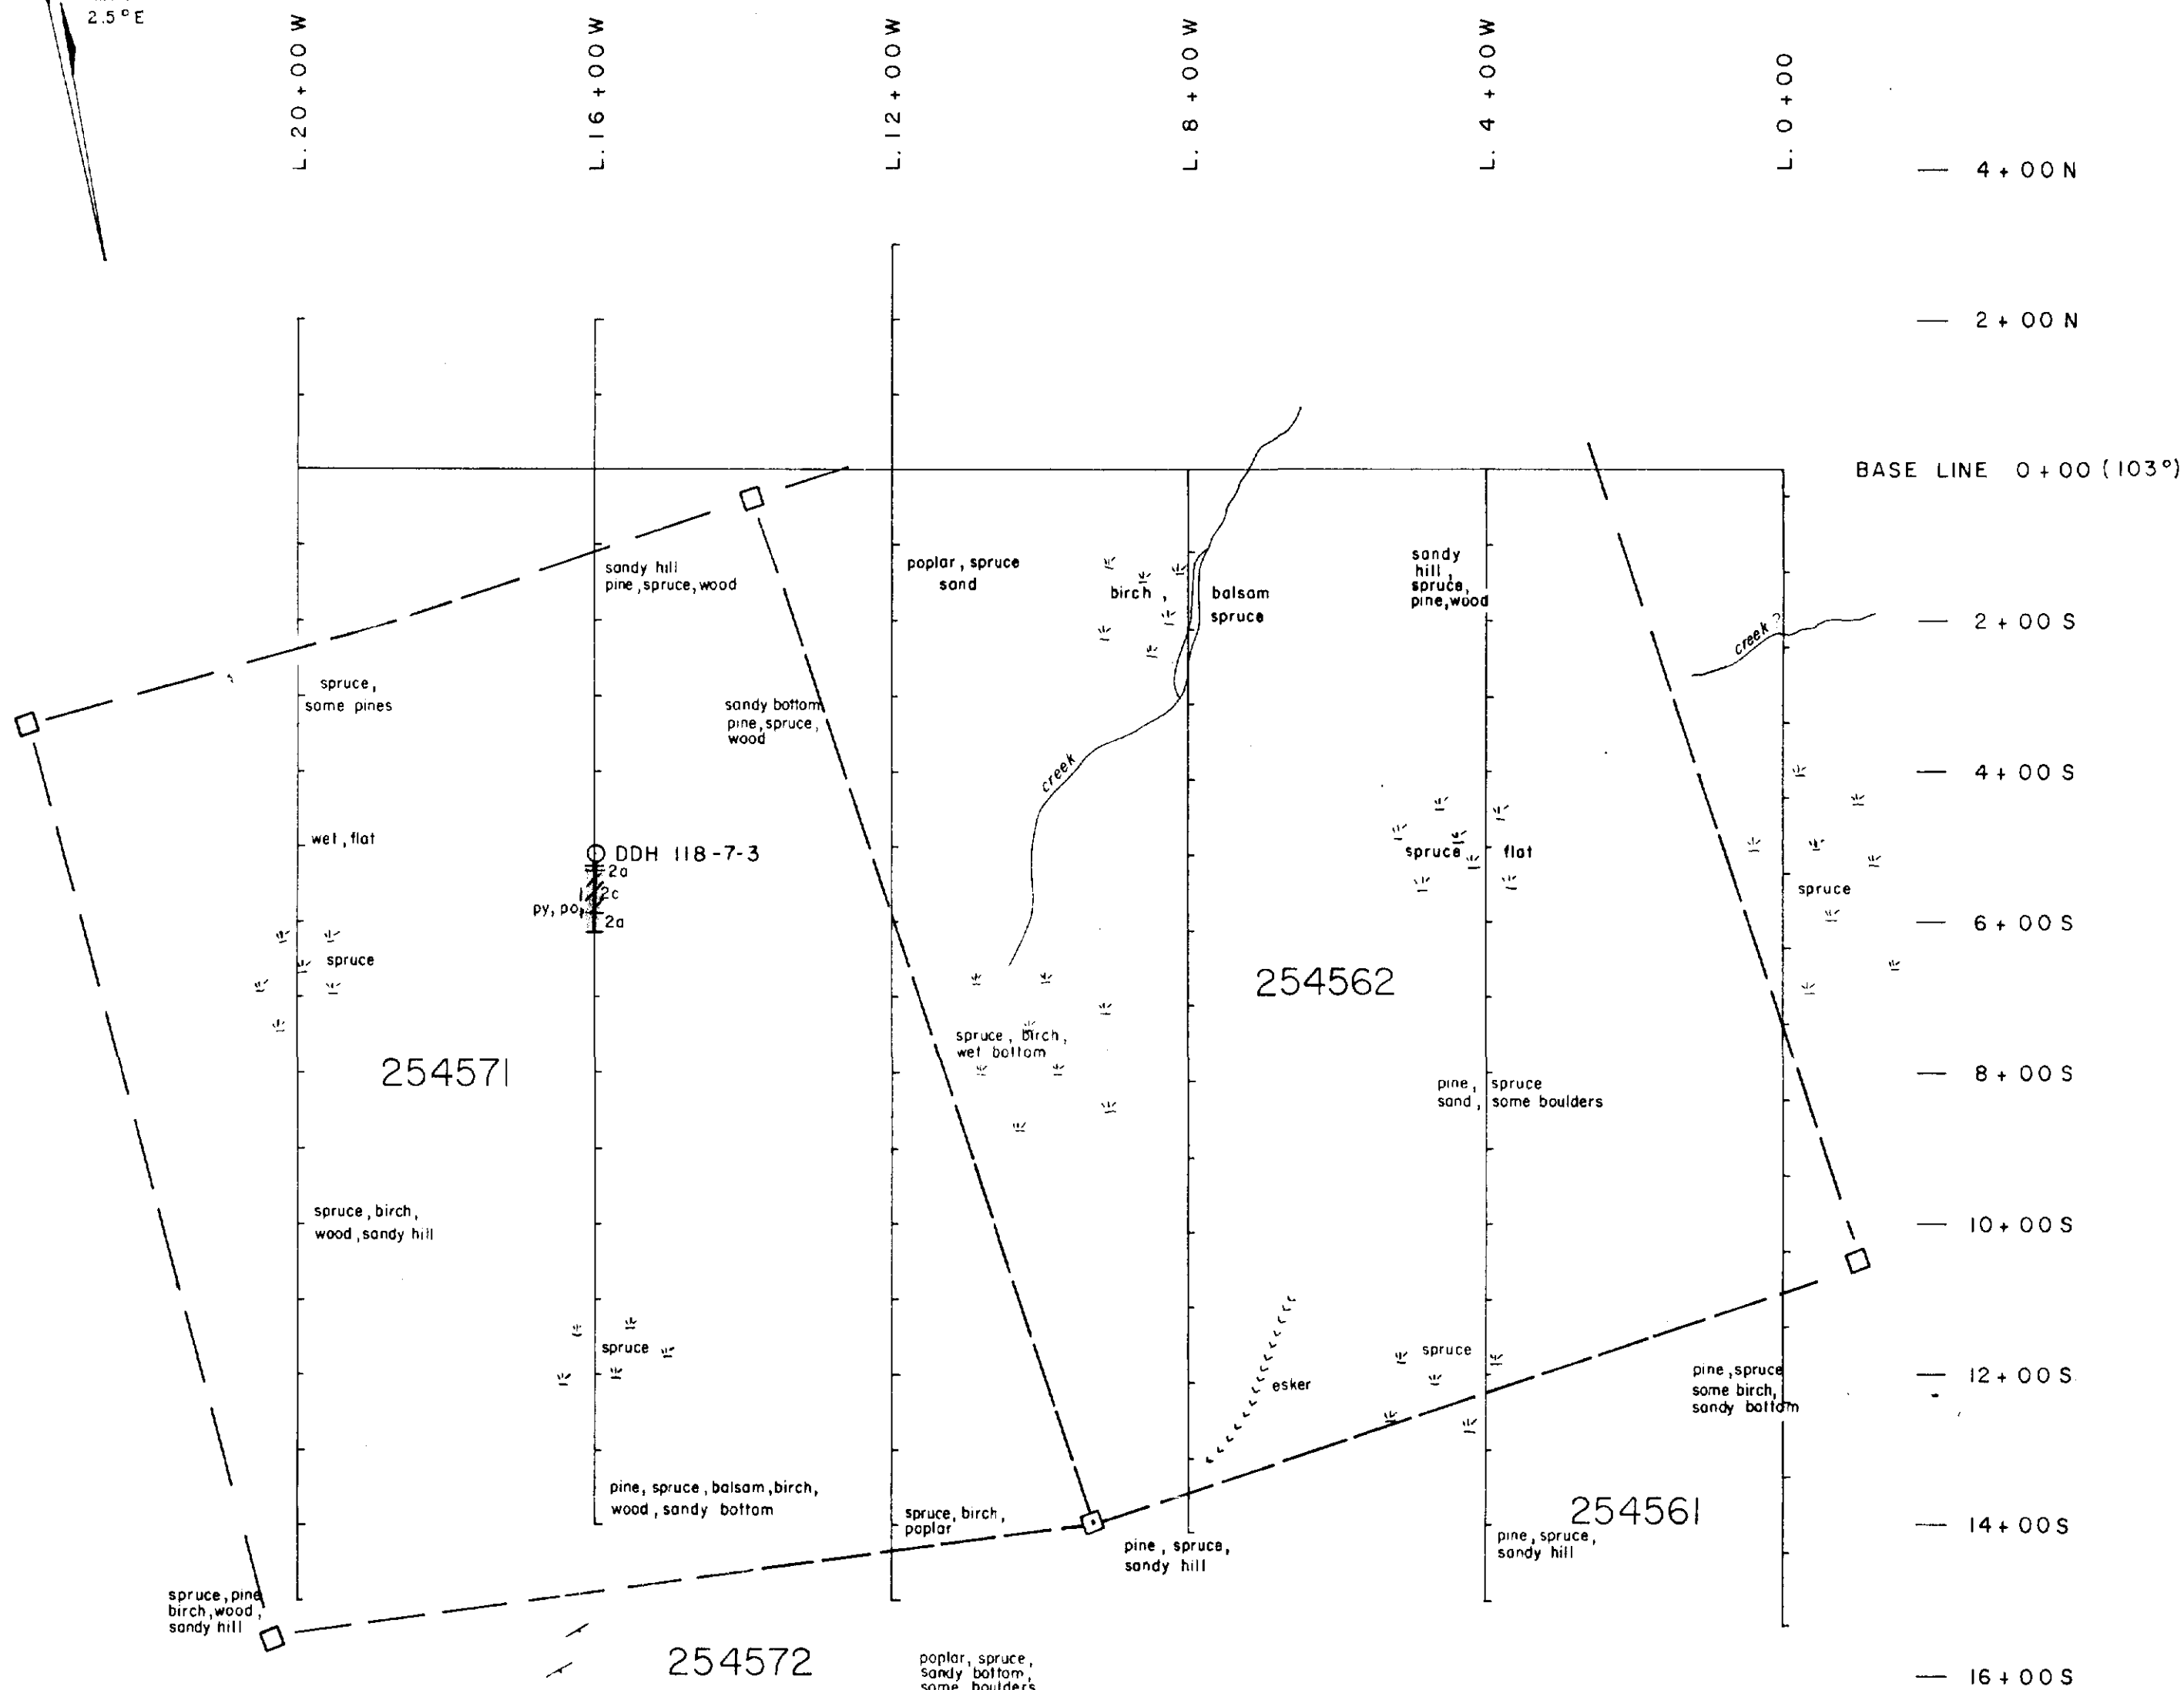 2.5°E
L. 20 + 00 W
L. 16 + 00 W
L. 12 + 00 W
L. 8 + 00 W
L. 4 + 00 W
L. 0 + 00
4 + 00 N
2 + 00 N
BASE LINE 0 + 00 (103°)
sandy hill
pine, spruce, wood
poplar, spruce
sand
birch,
balsam
spruce
sandy
hill,
spruce,
pine, wood
2 + 00 S
creek ?
spruce,
some pines
sandy bottom
pine, spruce,
wood
creek
4 + 00 S
wet, flat
DDH 118-7-3
2a
2c
py, po
2a
spruce flat
spruce
6 + 00 S
spruce
254562
spruce, birch,
wet bottom
254571
8 + 00 S
pine, spruce
sand, some boulders
spruce, birch,
wood, sandy hill
10 + 00 S
spruce
spruce
esker
pine, spruce
some birch,
sandy bottom
12 + 00 S
pine, spruce, balsam, birch,
wood, sandy bottom
spruce, birch,
poplar
254561
14 + 00 S
pine, spruce,
sandy hill
pine, spruce,
sandy hill
spruce, pine
birch, wood,
sandy hill
254572
poplar, spruce,
sandy bottom,
some boulders
16 + 00 S